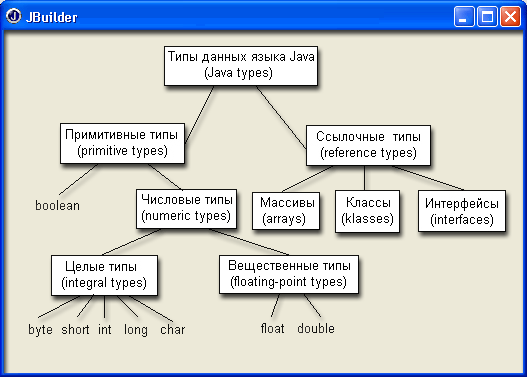 JBuilder
Типы данных языка Java
(Java types)
Примитивные типы
(primitive types)
Ссылочные типы
(reference types)
boolean
Числовые типы
(numeric types)
Массивы
(arrays)
Классы
(klasses)
Интерфейсы
(interfaces)
Целые типы
(integral types)
Вещественные типы
(floating-point types)
byte short int long char
float double